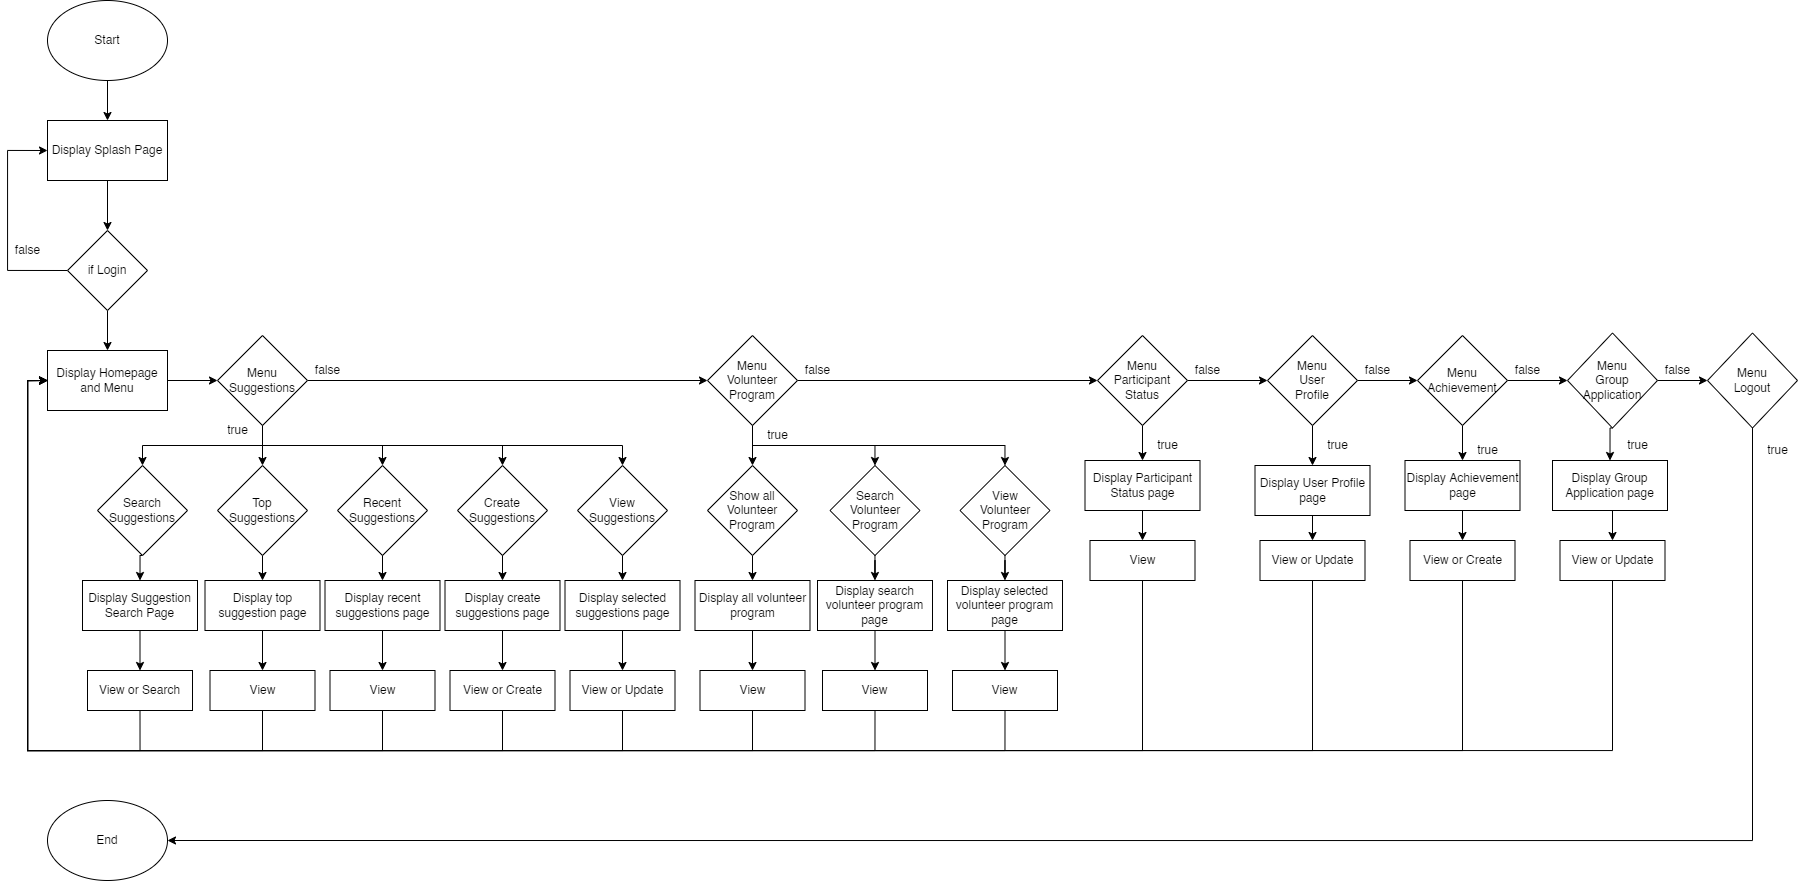 Start
Display Splash Page
false
if Login
Display Homepage
and Menu
Menu
Suggestions
false
Menu
Volunteer
Program
false
Menu
Participant
Status
false
Menu
User
Profile
false
Menu
Achievement
false
Menu
Group
Application
false
Menu
Logout
true
true
true
true
true
true
true
Search
Suggestions
Top
Suggestions
Recent
Suggestions
Create
Suggestions
View
Suggestions
Show all
Volunteer
Program
Search
Volunteer
Program
View
Volunteer
Program
Display Participant
Status page
Display User Profile
page
Display Achievement
page
Display Group
Application page
View
View or Update
View or Create
View or Update
Display Suggestion
Search Page
Display top
suggestion page
Display recent
suggestions page
Display create
suggestions page
Display selected
suggestions page
Display all volunteer
program
Display search
volunteer program
page
Display selected
volunteer program
page
View or Search
View
View
View or Create
View or Update
View
View
View
End